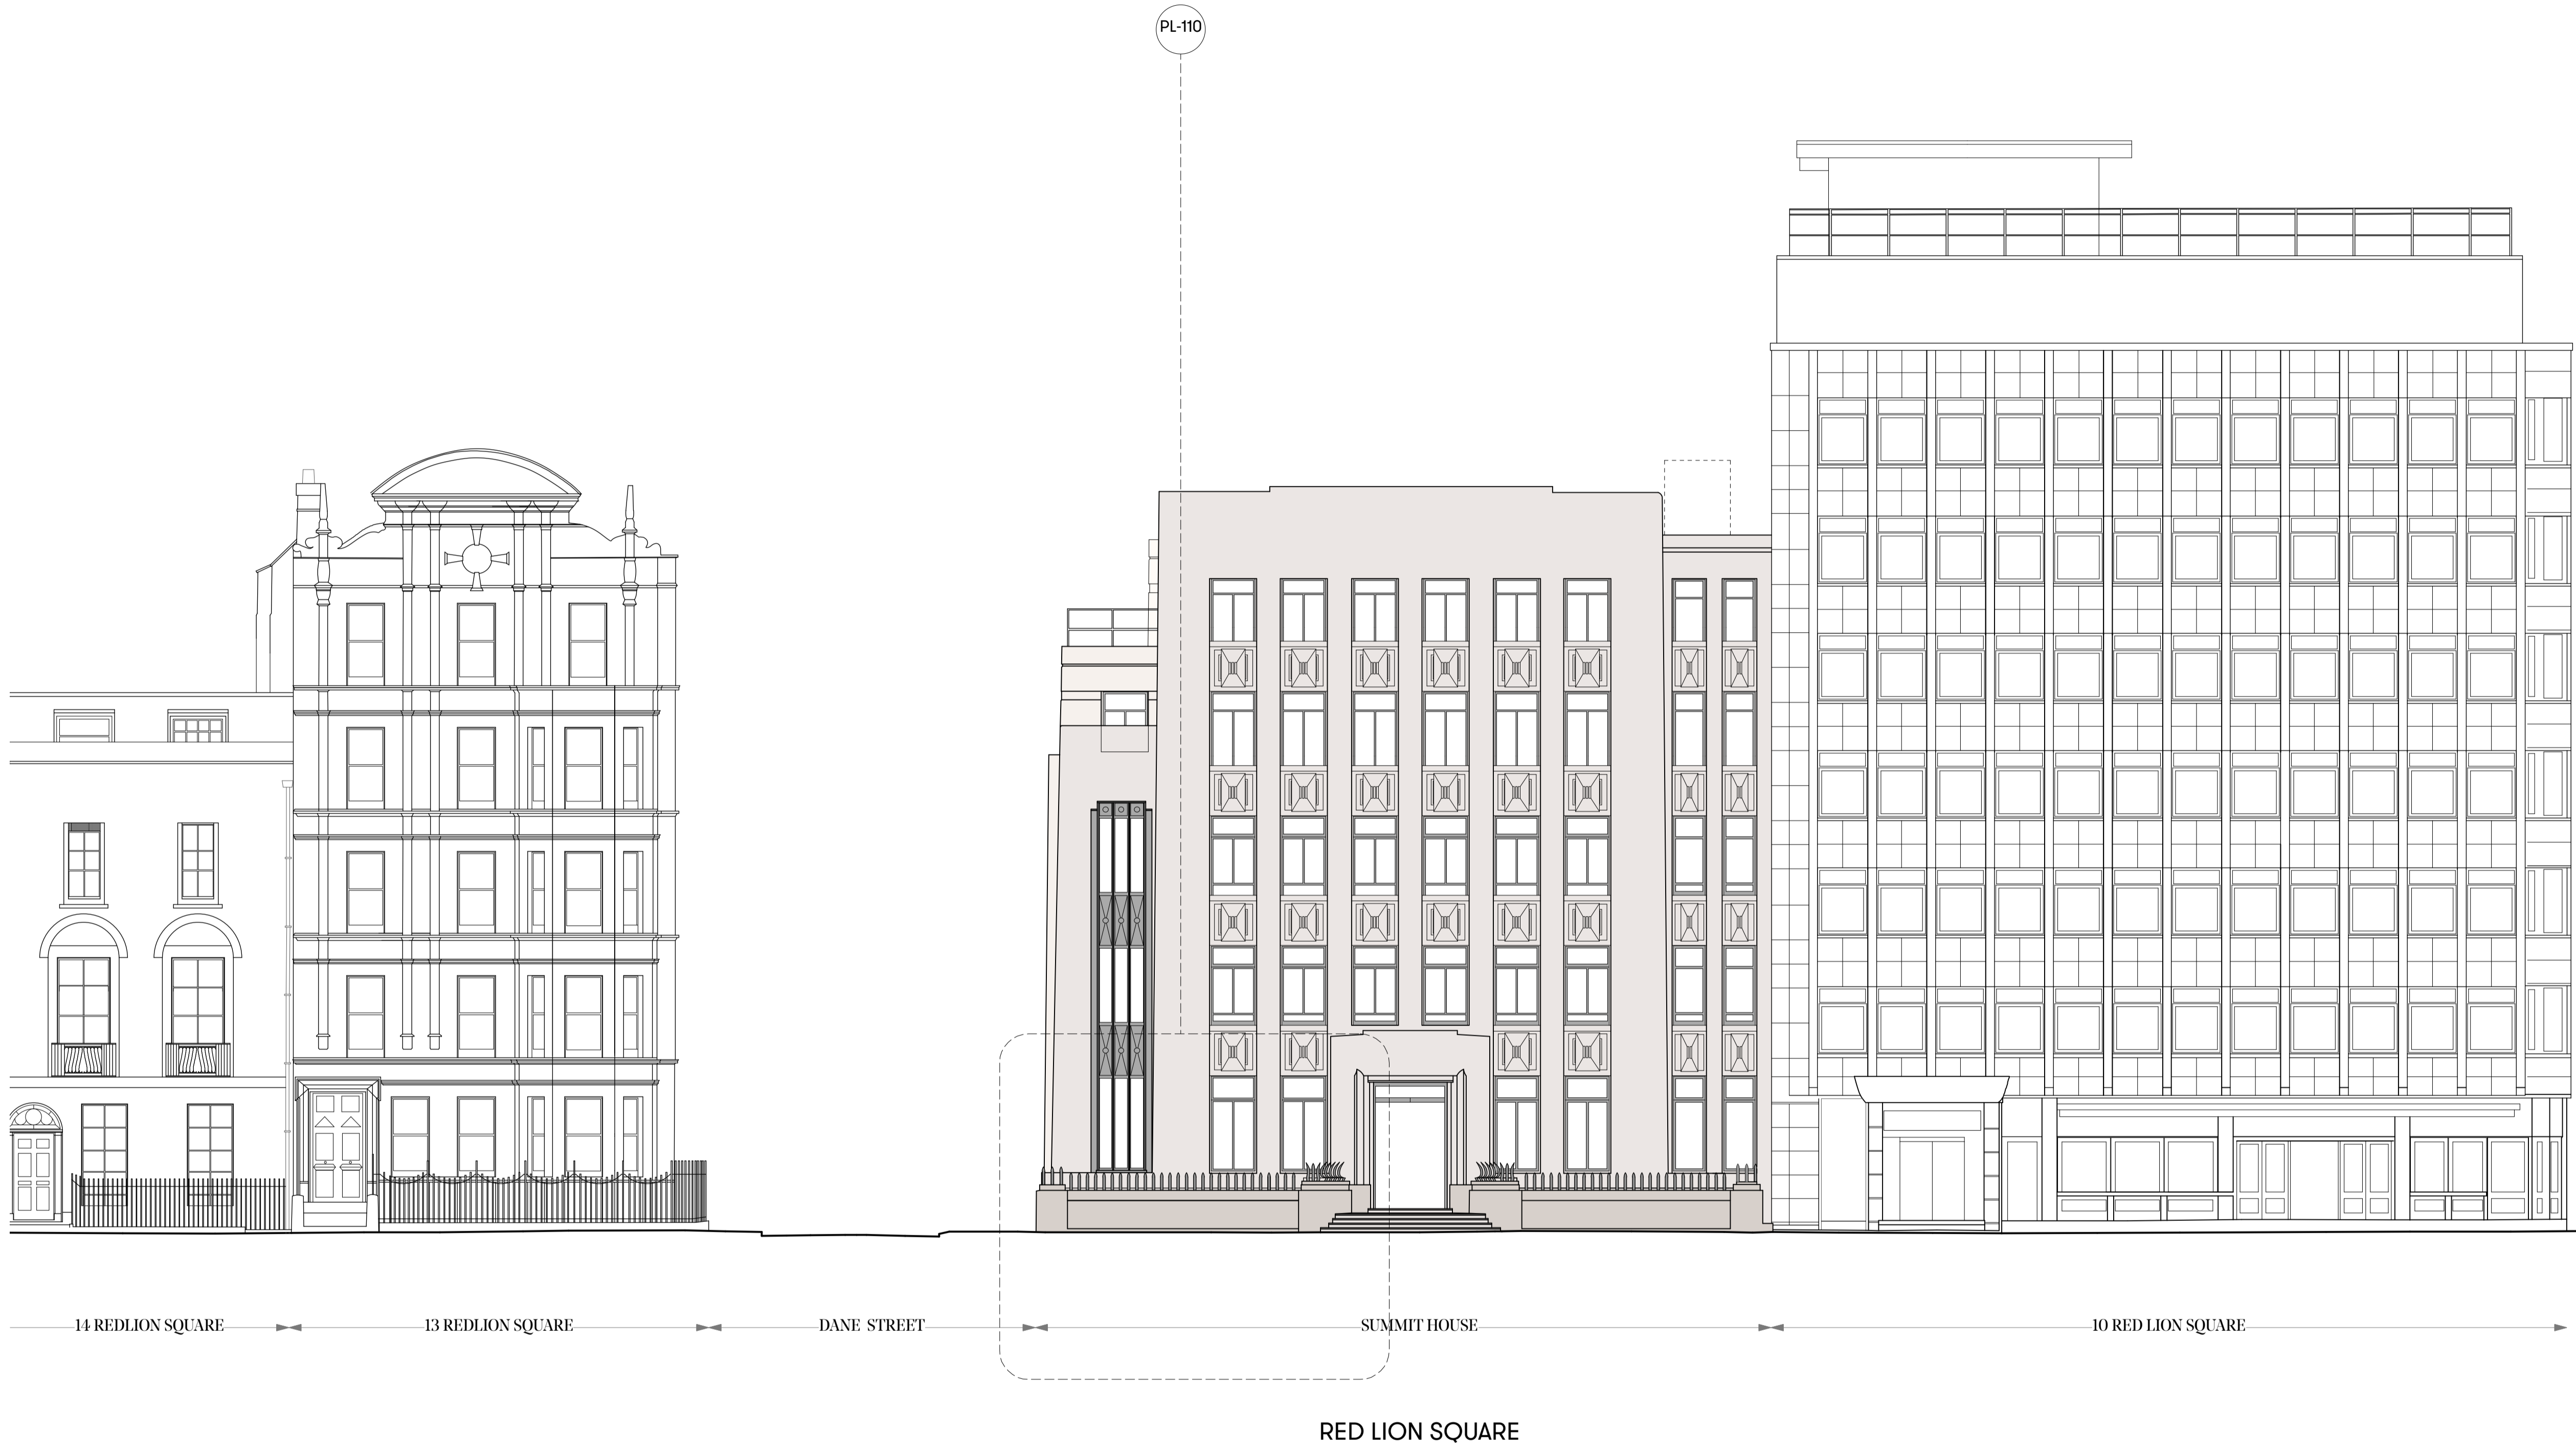 PL-110
14 REDLION SQUARE
13 REDLION SQUARE
DANE STREET
SUMMIT HOUSE
10 RED LION SQUARE
RED LION SQUARE